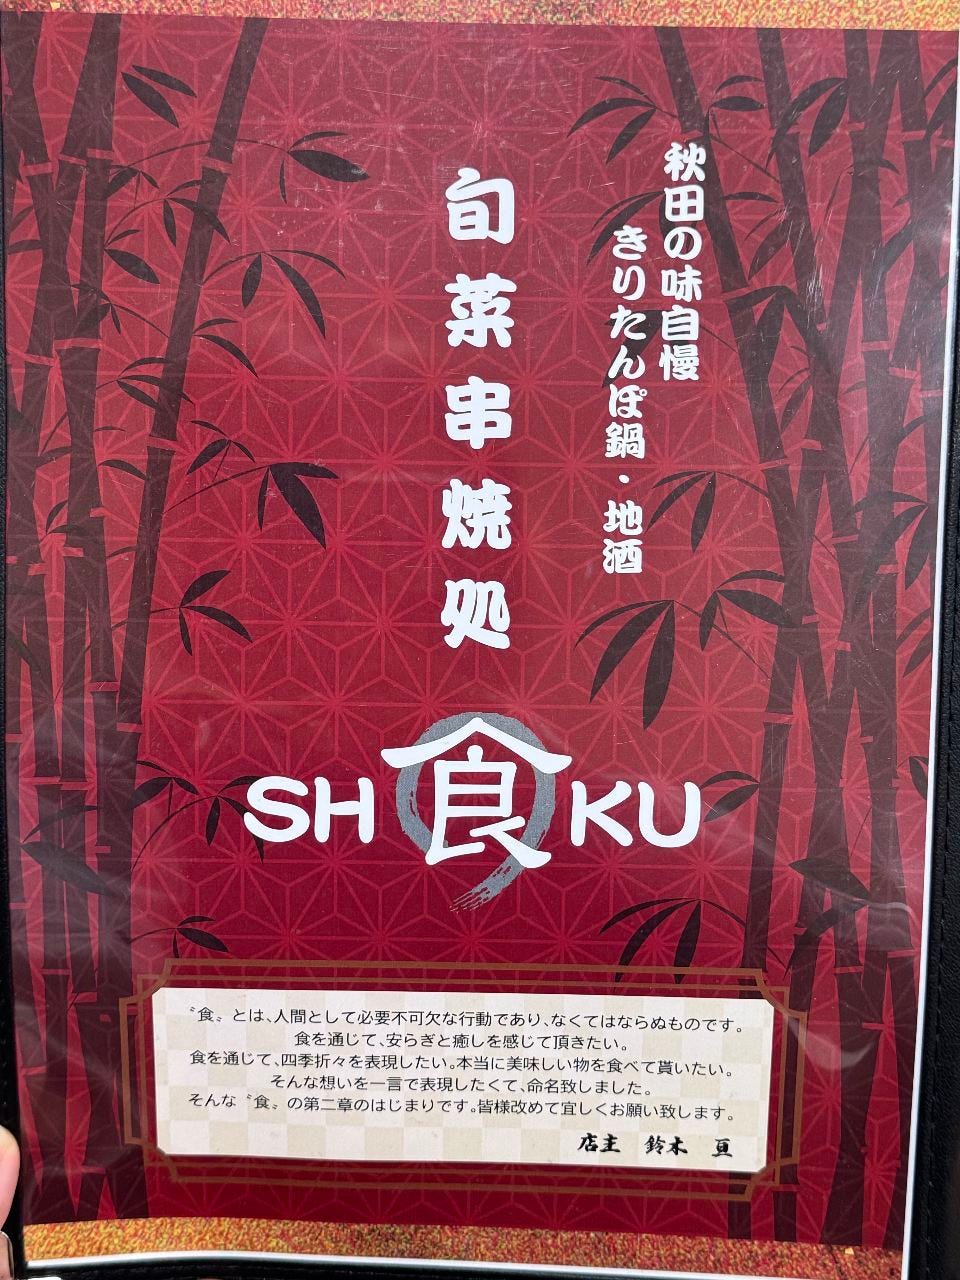 秋田の味自慢
きりたんぽ鍋・地酒
旬菜串焼処
SH食KU
〝食〟とは、人間として必要不可欠な行動であり、なくてはならぬものです。
食を通じて、安らぎと癒しを感じて頂きたい。
食を通じて、四季折々を表現したい。本当に美味しい物を食べて貰いたい。
そんな想いを一言で表現したくて、命名致しました。
そんな〝食〟の第二章のはじまりです。皆様改めて宜しくお願い致します。
店主 鈴木 亘